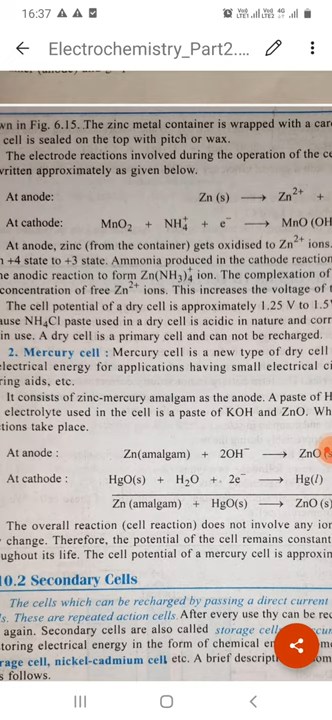 16:37
Electrochemistry_Part2....
wn in Fig. 6.15. The zinc metal container is wrapped with a
cell is sealed on the top with pitch or wax.
The electrode reactions involved during the operation of the
written approximately as given below.
At anode: Zn (s) ⟶ Zn²⁺ +
At cathode: MnO₂ + NH₄⁺ + e⁻ ⟶ MnO (OH
At anode, zinc (from the container) gets oxidised to Zn²⁺ ions.
+4 state to +3 state. Ammonia produced in the cathode reaction
anodic reaction to form Zn(NH₃)₄ ion. The complexation of
concentration of free Zn²⁺ ions. This increases the voltage of
The cell potential of a dry cell is approximately 1.25 V to 1.5
ause NH₄Cl paste used in a dry cell is acidic in nature and corr
in use. A dry cell is a primary cell and can not be recharged.
2. Mercury cell : Mercury cell is a new type of dry cell
electrical energy for applications having small electrical ci
ring aids, etc.
It consists of zinc-mercury amalgam as the anode. A paste of H
electrolyte used in the cell is a paste of KOH and ZnO. Wh
tions take place.
At anode : Zn(amalgam) + 2OH⁻ ⟶ ZnO
At cathode : HgO(s) + H₂O + 2e⁻ ⟶ Hg(l)
Zn (amalgam) + HgO(s) ⟶ ZnO (s)
The overall reaction (cell reaction) does not involve any ion
change. Therefore, the potential of the cell remains constant
ughout its life. The cell potential of a mercury cell is approxim
10.2 Secondary Cells
The cells which can be recharged by passing a direct current
s. These are repeated action cells. After every use thy can be rec
again. Secondary cells are also called storage cell
toring electrical energy in the form of chemical
rage cell, nickel-cadmium cell etc. A brief descripti
s follows.